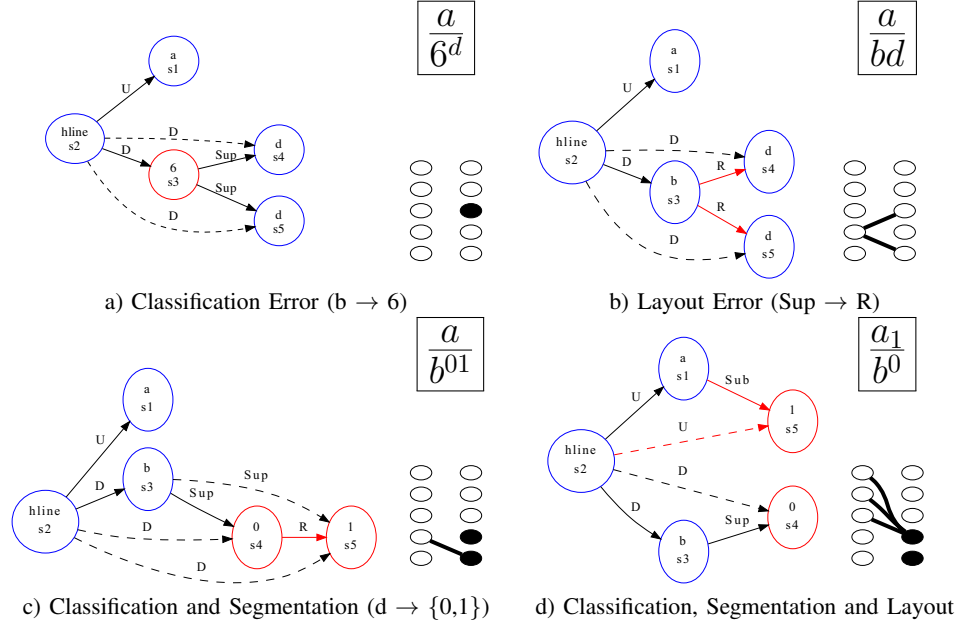 a
6^d
a
s1
U
hline
s2
D
D
6
s3
Sup
Sup
d
s4
D
d
s5
a) Classification Error (b → 6)
a
bd
a
s1
U
hline
s2
D
D
b
s3
R
R
d
s4
D
d
s5
b) Layout Error (Sup → R)
a
b^01
a
s1
U
b
s3
Sup
Sup
D
hline
s2
D
0
s4
R
1
s5
D
c) Classification and Segmentation (d → {0,1})
a_1
b^0
a
s1
Sub
1
s5
U
U
hline
s2
D
0
s4
D
Sup
b
s3
d) Classification, Segmentation and Layout